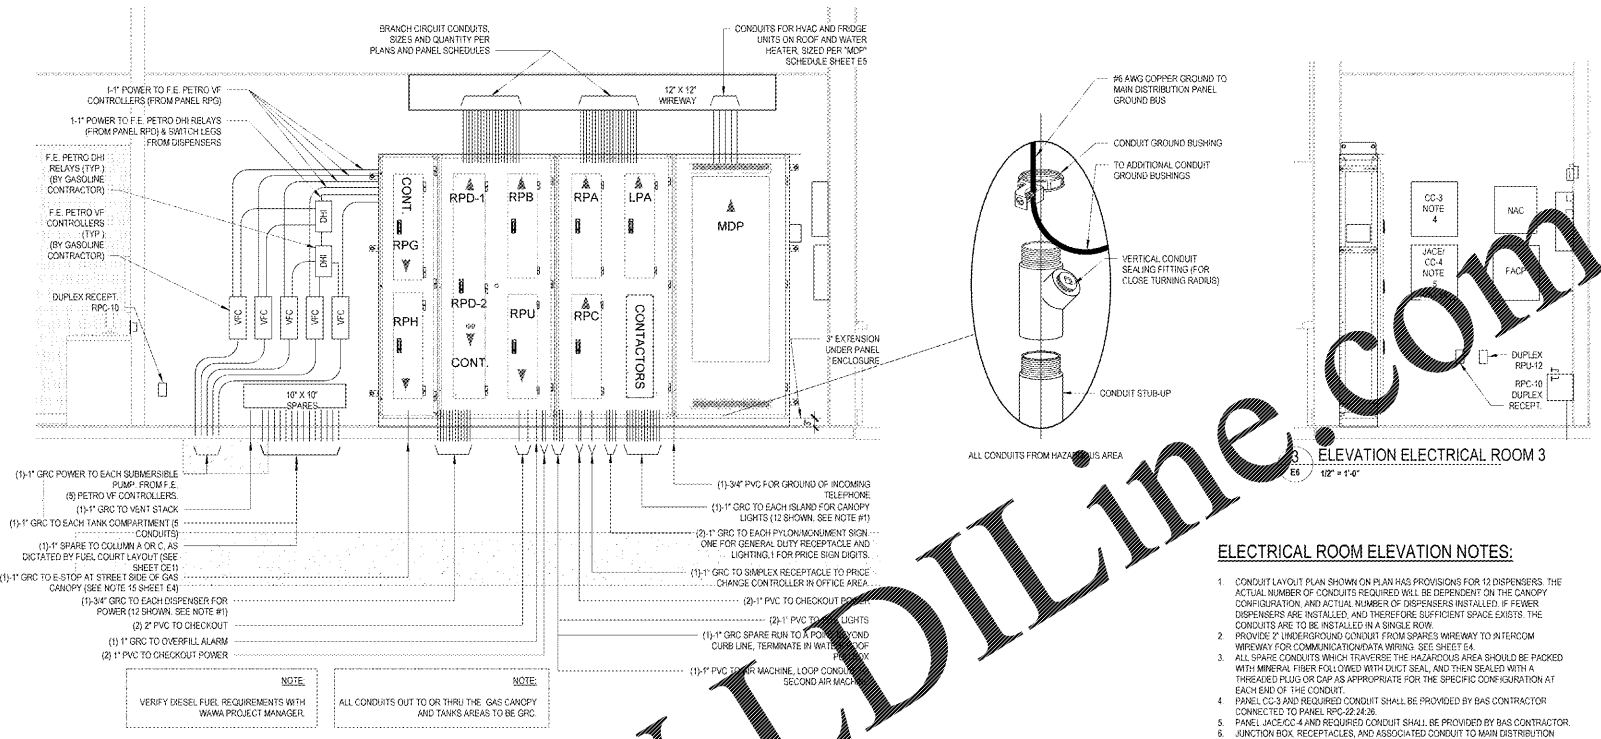 BRANCH CIRCUIT CONDUITS,
SIZES AND QUANTITY PER
PLANS AND PANEL SCHEDULES
CONDUITS FOR HVAC AND FRIDGE
UNITS ON ROOF AND WATER
HEATER, SIZED PER "MDP"
SCHEDULE SHEET E5
12" X 12"
WIREWAY
1-1" POWER TO F.E. PETRO VF
CONTROLLERS (FROM PANEL RPG)
1-1" POWER TO F.E. PETRO DHI RELAYS
(FROM PANEL RPD) & SWITCH LEGS
FROM DISPENSERS
F.E. PETRO DHI
RELAYS (TYP.)
(BY GASOLINE
CONTRACTOR)
F.E. PETRO VF
CONTROLLERS
(TYP.)
(BY GASOLINE
CONTRACTOR)
DUPLEX RECEPT.
RPC-10
DHI
DHI
VFC
VFC
VFC
VFC
VFC
10" X 10"
SPARES
CONT.
RPG
RPH
RPD-1
RPD-2
CONT.
RPB
RPU
RPA
RPC
LPA
CONTACTORS
MDP
3" EXTENSION
UNDER PANEL
ENCLOSURE
(1)-1" GRC POWER TO EACH SUBMERSIBLE
PUMP. FROM F.E.
(5) PETRO VF CONTROLLERS.
(1)-1" GRC TO VENT STACK
(1)-1" GRC TO EACH TANK COMPARTMENT (5
CONDUITS)
(1)-1" SPARE TO COLUMN A OR C, AS
DICTATED BY FUEL COURT LAYOUT (SEE
SHEET CE1)
(1)-1" GRC TO E-STOP AT STREET SIDE OF GAS
CANOPY (SEE NOTE 15 SHEET E4)
(1)-3/4" GRC TO EACH DISPENSER FOR
POWER (12 SHOWN. SEE NOTE #1)
(2) 2" PVC TO CHECKOUT
(1) 1" GRC TO OVERFILL ALARM
(2) 1" PVC TO CHECKOUT POWER
(1)-3/4" PVC FOR GROUND OF INCOMING
TELEPHONE
(1)-1" GRC TO EACH ISLAND FOR CANOPY
LIGHTS (12 SHOWN. SEE NOTE #1)
(2)-1" GRC TO EACH PYLON/MONUMENT SIGN.
ONE FOR GENERAL DUTY RECEPTACLE AND
LIGHTING,1 FOR PRICE SIGN DIGITS.
(1)-1" GRC TO SIMPLEX RECEPTACLE TO PRICE
CHANGE CONTROLLER IN OFFICE AREA
(2)-1" PVC TO CHECKOUT POWER
(2)-1" PVC TO LIGHTS
(1)-1" GRC SPARE RUN TO A POINT BEYOND
CURB LINE, TERMINATE IN WATERPROOF
(1)-1" PVC TO AIR MACHINE, LOOP
SECOND AIR MACHINE
NOTE:
VERIFY DIESEL FUEL REQUIREMENTS WITH
WAWA PROJECT MANAGER.
NOTE:
ALL CONDUITS OUT TO OR THRU THE GAS CANOPY
AND TANKS AREAS TO BE GRC.
#6 AWG COPPER GROUND TO
MAIN DISTRIBUTION PANEL
GROUND BUS
CONDUIT GROUND BUSHING
TO ADDITIONAL CONDUIT
GROUND BUSHINGS
VERTICAL CONDUIT
SEALING FITTING (FOR
CLOSE TURNING RADIUS)
CONDUIT STUB-UP
ALL CONDUITS FROM HAZARDOUS AREA
CC-3
NOTE
4
JACE/
CC-4
NOTE
5
NAC
FACP
DUPLEX
RPU-12
RPC-10
DUPLEX
RECEPT.
3
E6
ELEVATION ELECTRICAL ROOM 3
1/2" = 1'-0"
ELECTRICAL ROOM ELEVATION NOTES:
1. CONDUIT LAYOUT PLAN SHOWN ON PLAN HAS PROVISIONS FOR 12 DISPENSERS. THE
ACTUAL NUMBER OF CONDUITS REQUIRED WILL BE DEPENDENT ON THE CANOPY
CONFIGURATION, AND ACTUAL NUMBER OF DISPENSERS INSTALLED. IF FEWER
DISPENSERS ARE INSTALLED, AND THEREFORE SUFFICIENT SPACE EXISTS. THE
CONDUITS ARE TO BE INSTALLED IN A SINGLE ROW.
2. PROVIDE 2" UNDERGROUND CONDUIT FROM SPARES WIREWAY TO INTERCOM
WIREWAY FOR COMMUNICATION/DATA WIRING. SEE SHEET E4.
3. ALL SPARE CONDUITS WHICH TRAVERSE THE HAZARDOUS AREA SHOULD BE PACKED
WITH MINERAL FIBER FOLLOWED WITH DUCT SEAL, AND THEN SEALED WITH A
THREADED PLUG OR CAP AS APPROPRIATE FOR THE SPECIFIC CONFIGURATION AT
EACH END OF THE CONDUIT.
4. PANEL CC-3 AND REQUIRED CONDUIT SHALL BE PROVIDED BY BAS CONTRACTOR
CONNECTED TO PANEL RPC-22:24:26.
5. PANEL JACE/CC-4 AND REQUIRED CONDUIT SHALL BE PROVIDED BY BAS CONTRACTOR.
6. JUNCTION BOX, RECEPTACLES, AND ASSOCIATED CONDUIT TO MAIN DISTRIBUTION
LDILine.com